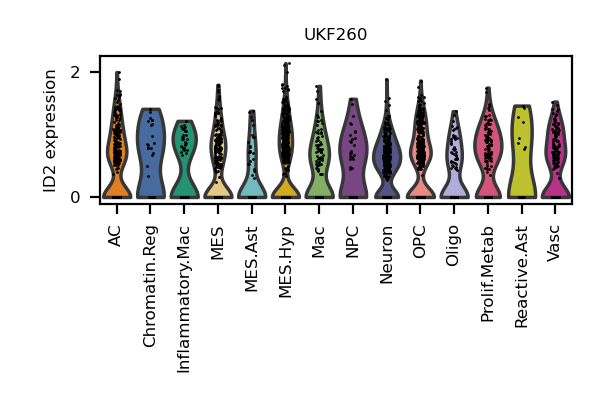 UKF260
ID2 expression
2
0
AC
Chromatin.Reg
Inflammatory.Mac
MES
MES.Ast
MES.Hyp
Mac
NPC
Neuron
OPC
Oligo
Prolif.Metab
Reactive.Ast
Vasc